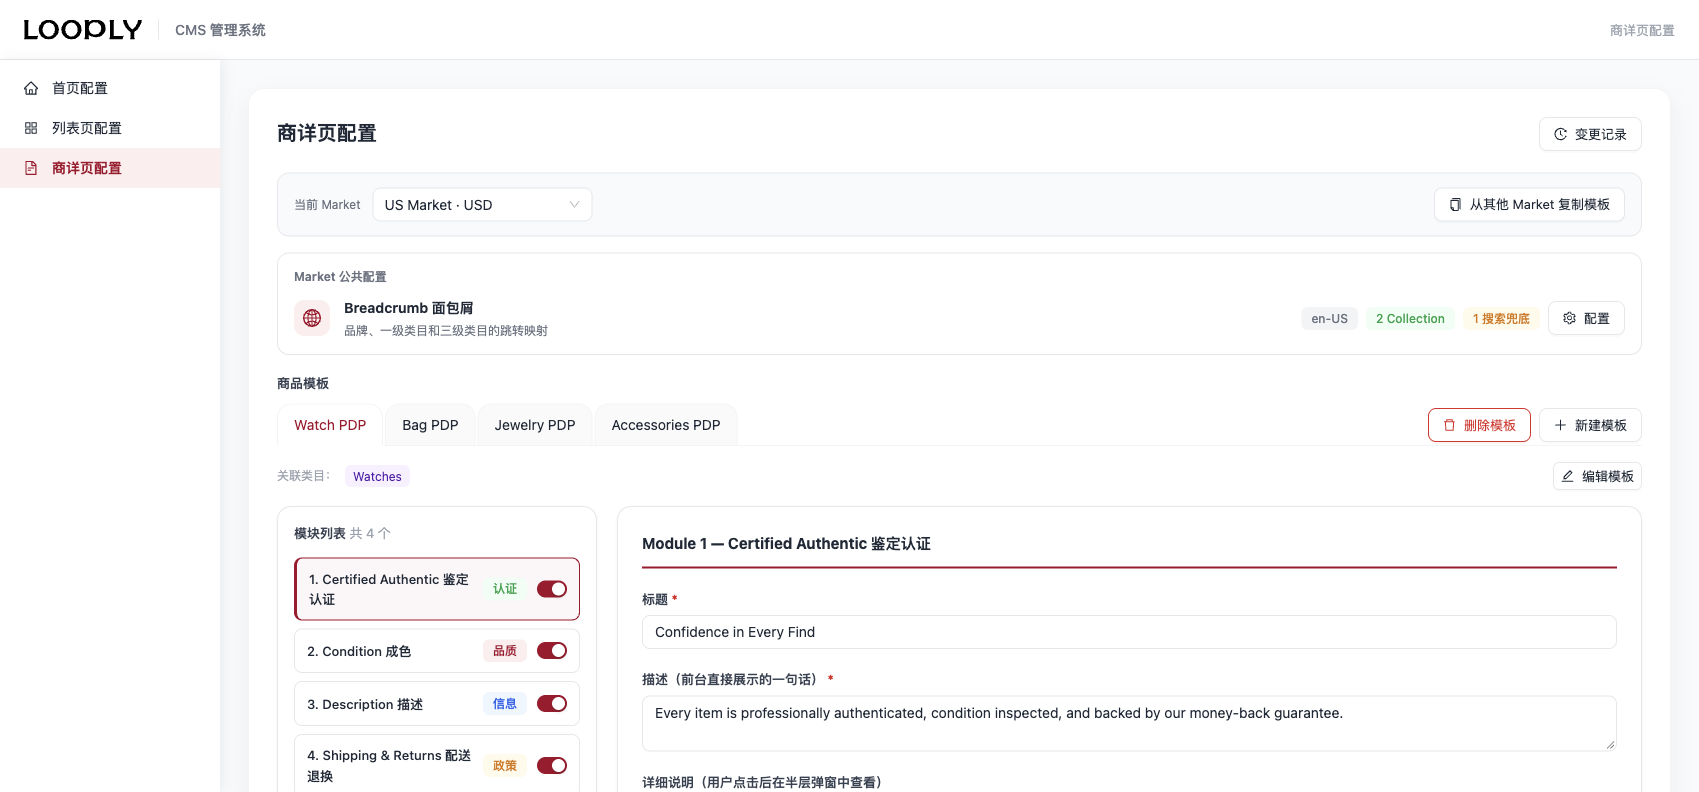 LOOPLY
CMS 管理系统
商详页配置
首页配置
列表页配置
商详页配置
商详页配置
变更记录
当前 Market
US Market · USD
从其他 Market 复制模板
Market 公共配置
Breadcrumb 面包屑
品牌、一级类目和三级类目的跳转映射
en-US
2 Collection
1 搜索兜底
配置
商品模板
Watch PDP
Bag PDP
Jewelry PDP
Accessories PDP
删除模板
新建模板
关联类目：
Watches
编辑模板
模块列表 共 4 个
1. Certified Authentic 鉴定
认证
认证
2. Condition 成色
品质
3. Description 描述
信息
4. Shipping & Returns 配送
退换
政策
Module 1 — Certified Authentic 鉴定认证
标题 *
Confidence in Every Find
描述（前台直接展示的一句话） *
Every item is professionally authenticated, condition inspected, and backed by our money-back guarantee.
详细说明（用户点击后在半层弹窗中查看）